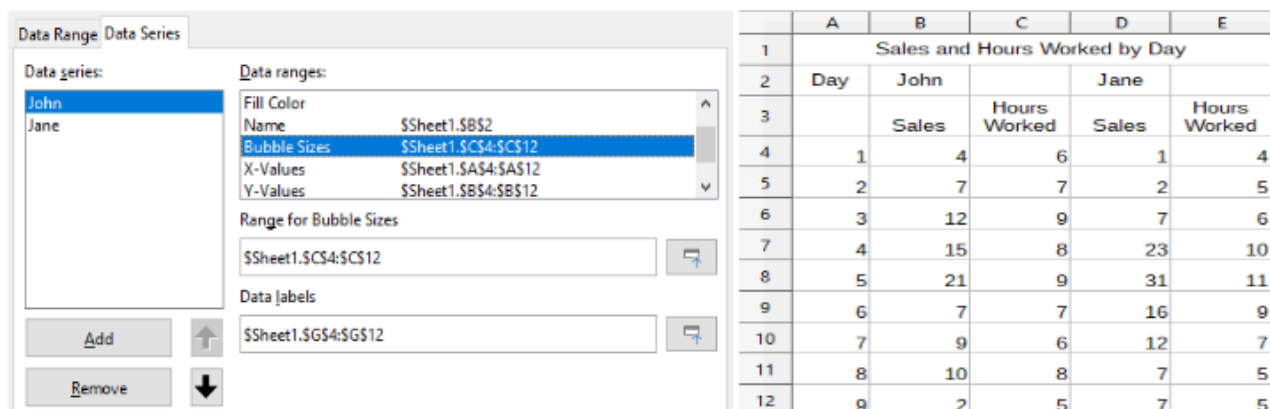 Data Range Data Series
Data series:
John
Jane
Add
Remove
Data ranges:
Fill Color
Name $Sheet1.$B$2
Bubble Sizes $Sheet1.$C$4:$C$12
X-Values $Sheet1.$A$4:$A$12
Y-Values $Sheet1.$B$4:$B$12
Range for Bubble Sizes
$Sheet1.$C$4:$C$12
Data labels
$Sheet1.$G$4:$G$12
A B C D E
1 Sales and Hours Worked by Day
2 Day John Jane
3 Sales Hours Worked Sales Hours Worked
4 1 4 6 1 4
5 2 7 7 2 5
6 3 12 9 7 6
7 4 15 8 23 10
8 5 21 9 31 11
9 6 7 7 16 9
10 7 9 6 12 7
11 8 10 8 7 5
12 9 2 5 7 5